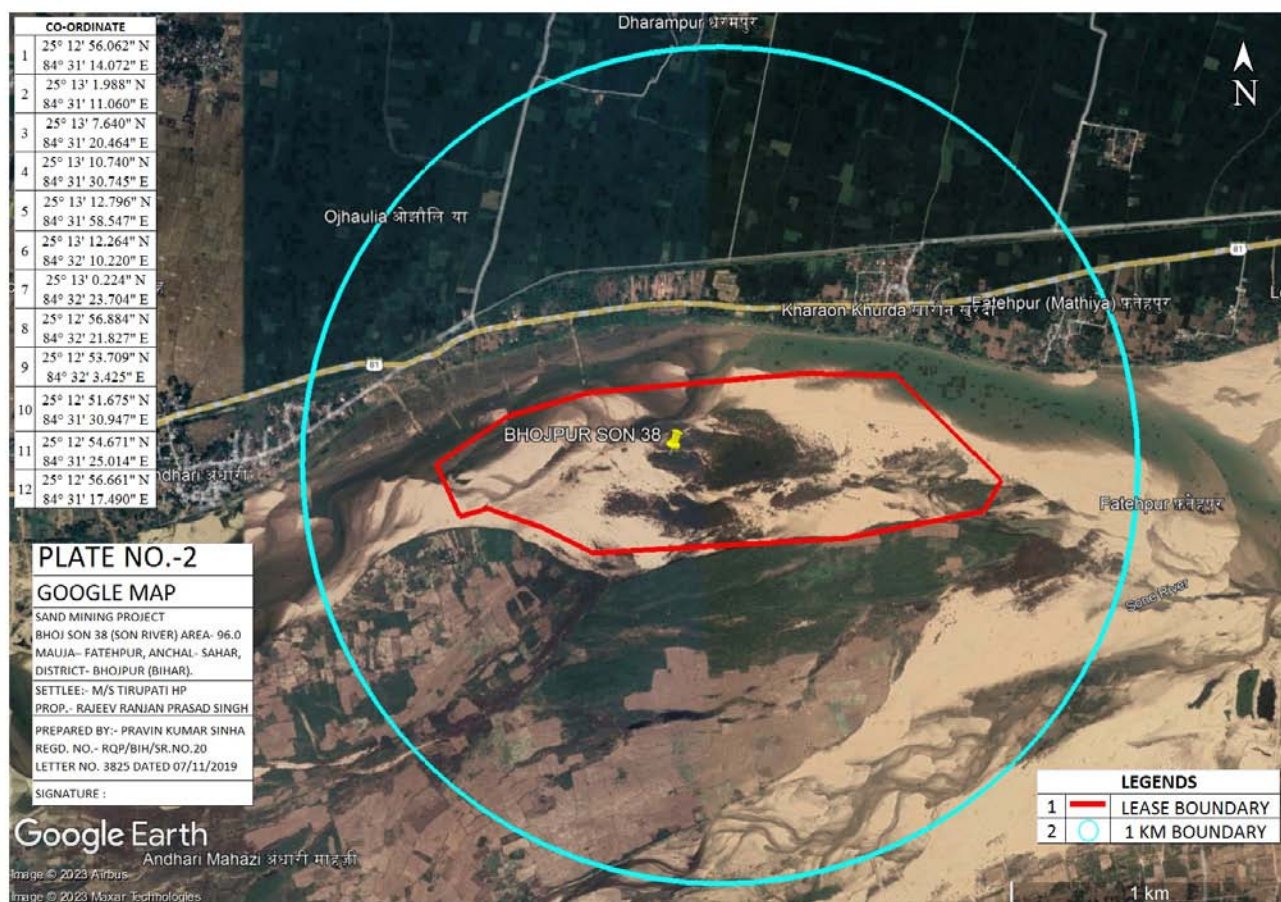 CO-ORDINATE
1 25° 12' 56.062" N
84° 31' 14.072" E
2 25° 13' 1.988" N
84° 31' 11.060" E
3 25° 13' 7.640" N
84° 31' 20.464" E
4 25° 13' 10.740" N
84° 31' 30.745" E
5 25° 13' 12.796" N
84° 31' 58.547" E
6 25° 13' 12.264" N
84° 32' 10.220" E
7 25° 13' 0.224" N
84° 32' 23.704" E
8 25° 12' 56.884" N
84° 32' 21.827" E
9 25° 12' 53.709" N
84° 32' 3.425" E
10 25° 12' 51.675" N
84° 31' 30.947" E
11 25° 12' 54.671" N
84° 31' 25.014" E
12 25° 12' 56.661" N
84° 31' 17.490" E
Dharampur धरमपुर
N
Ojhaulia
81
Kharaon Khurda
Fatehpur (Mathiya) फ़तेहपुर
81
BHOJPUR SON 38
अंधारी
Fatehpur फ़तेहपुर
Sone River
PLATE NO.-2
GOOGLE MAP
SAND MINING PROJECT
BHOJ SON 38 (SON RIVER) AREA- 96.0
MAUJA– FATEHPUR, ANCHAL- SAHAR,
DISTRICT- BHOJPUR (BIHAR).
SETTLEE:- M/S TIRUPATI HP
PROP.- RAJEEV RANJAN PRASAD SINGH
PREPARED BY:- PRAVIN KUMAR SINHA
REGD. NO.- RQP/BIH/SR.NO.20
LETTER NO. 3825 DATED 07/11/2019
SIGNATURE :
LEGENDS
1 LEASE BOUNDARY
2 1 KM BOUNDARY
Google Earth
Andhari Mahazi
Image © 2023 Airbus
Image © 2023 Maxar Technologies
1 km